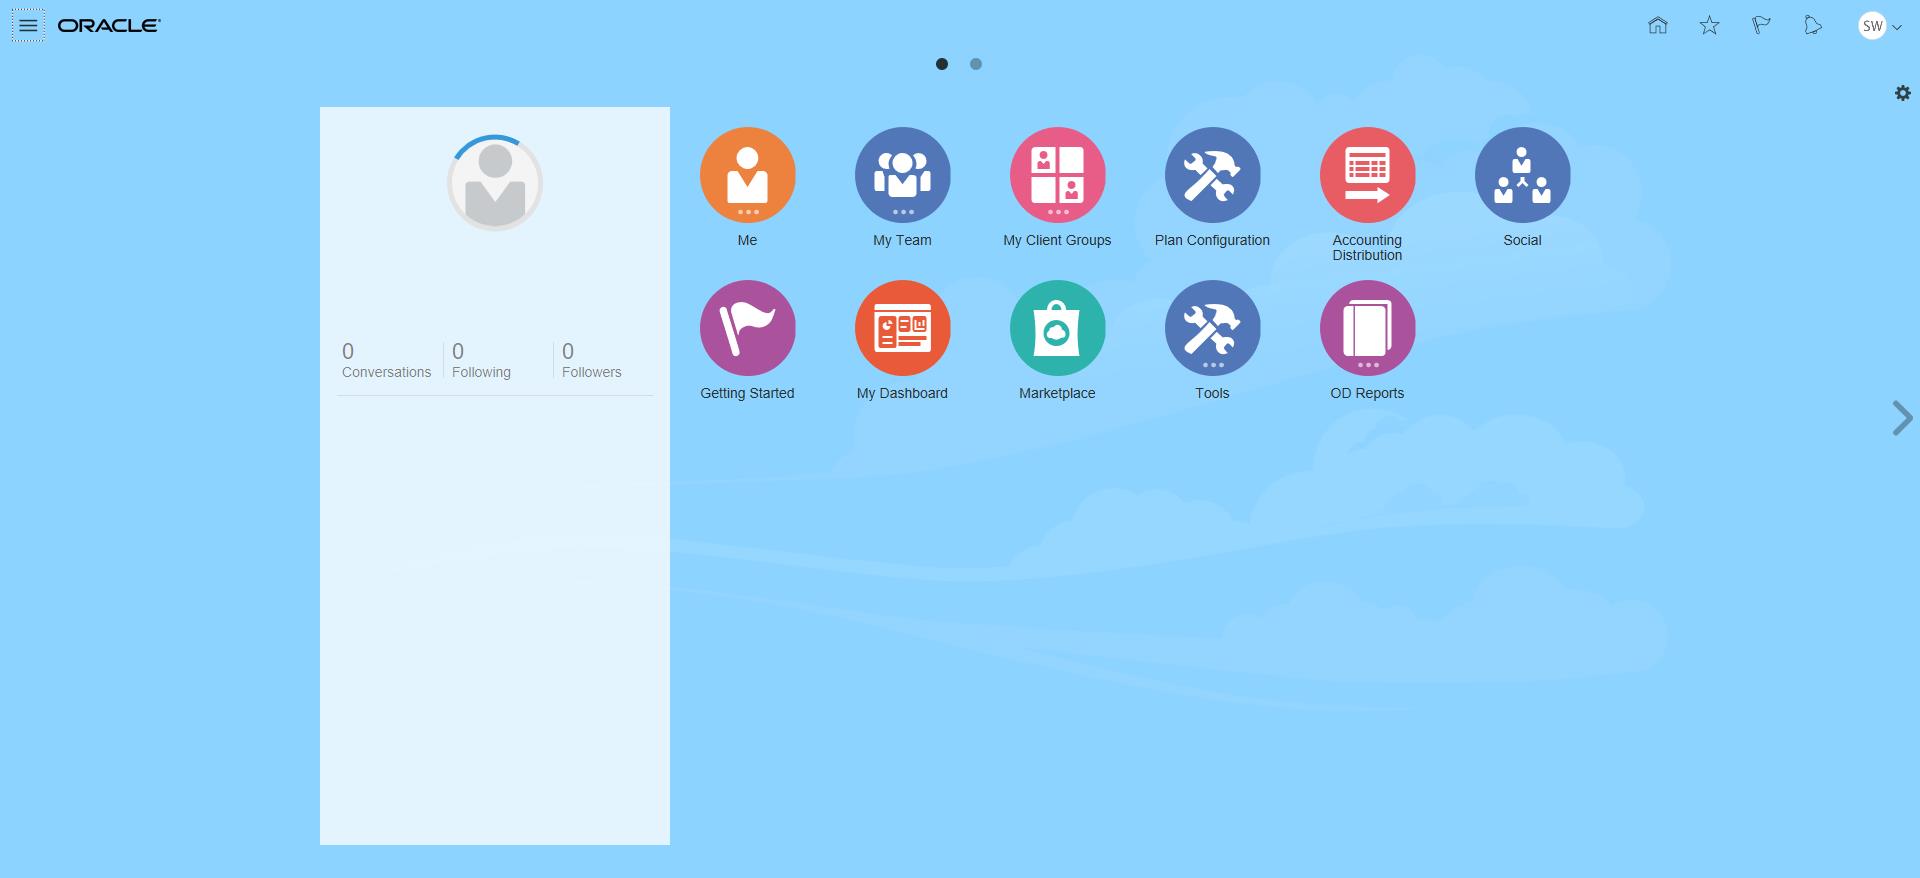 ORACLE
SW
Me
My Team
My Client Groups
Plan Configuration
Accounting
Distribution
Social
0
Conversations
0
Following
0
Followers
Getting Started
My Dashboard
Marketplace
Tools
OD Reports